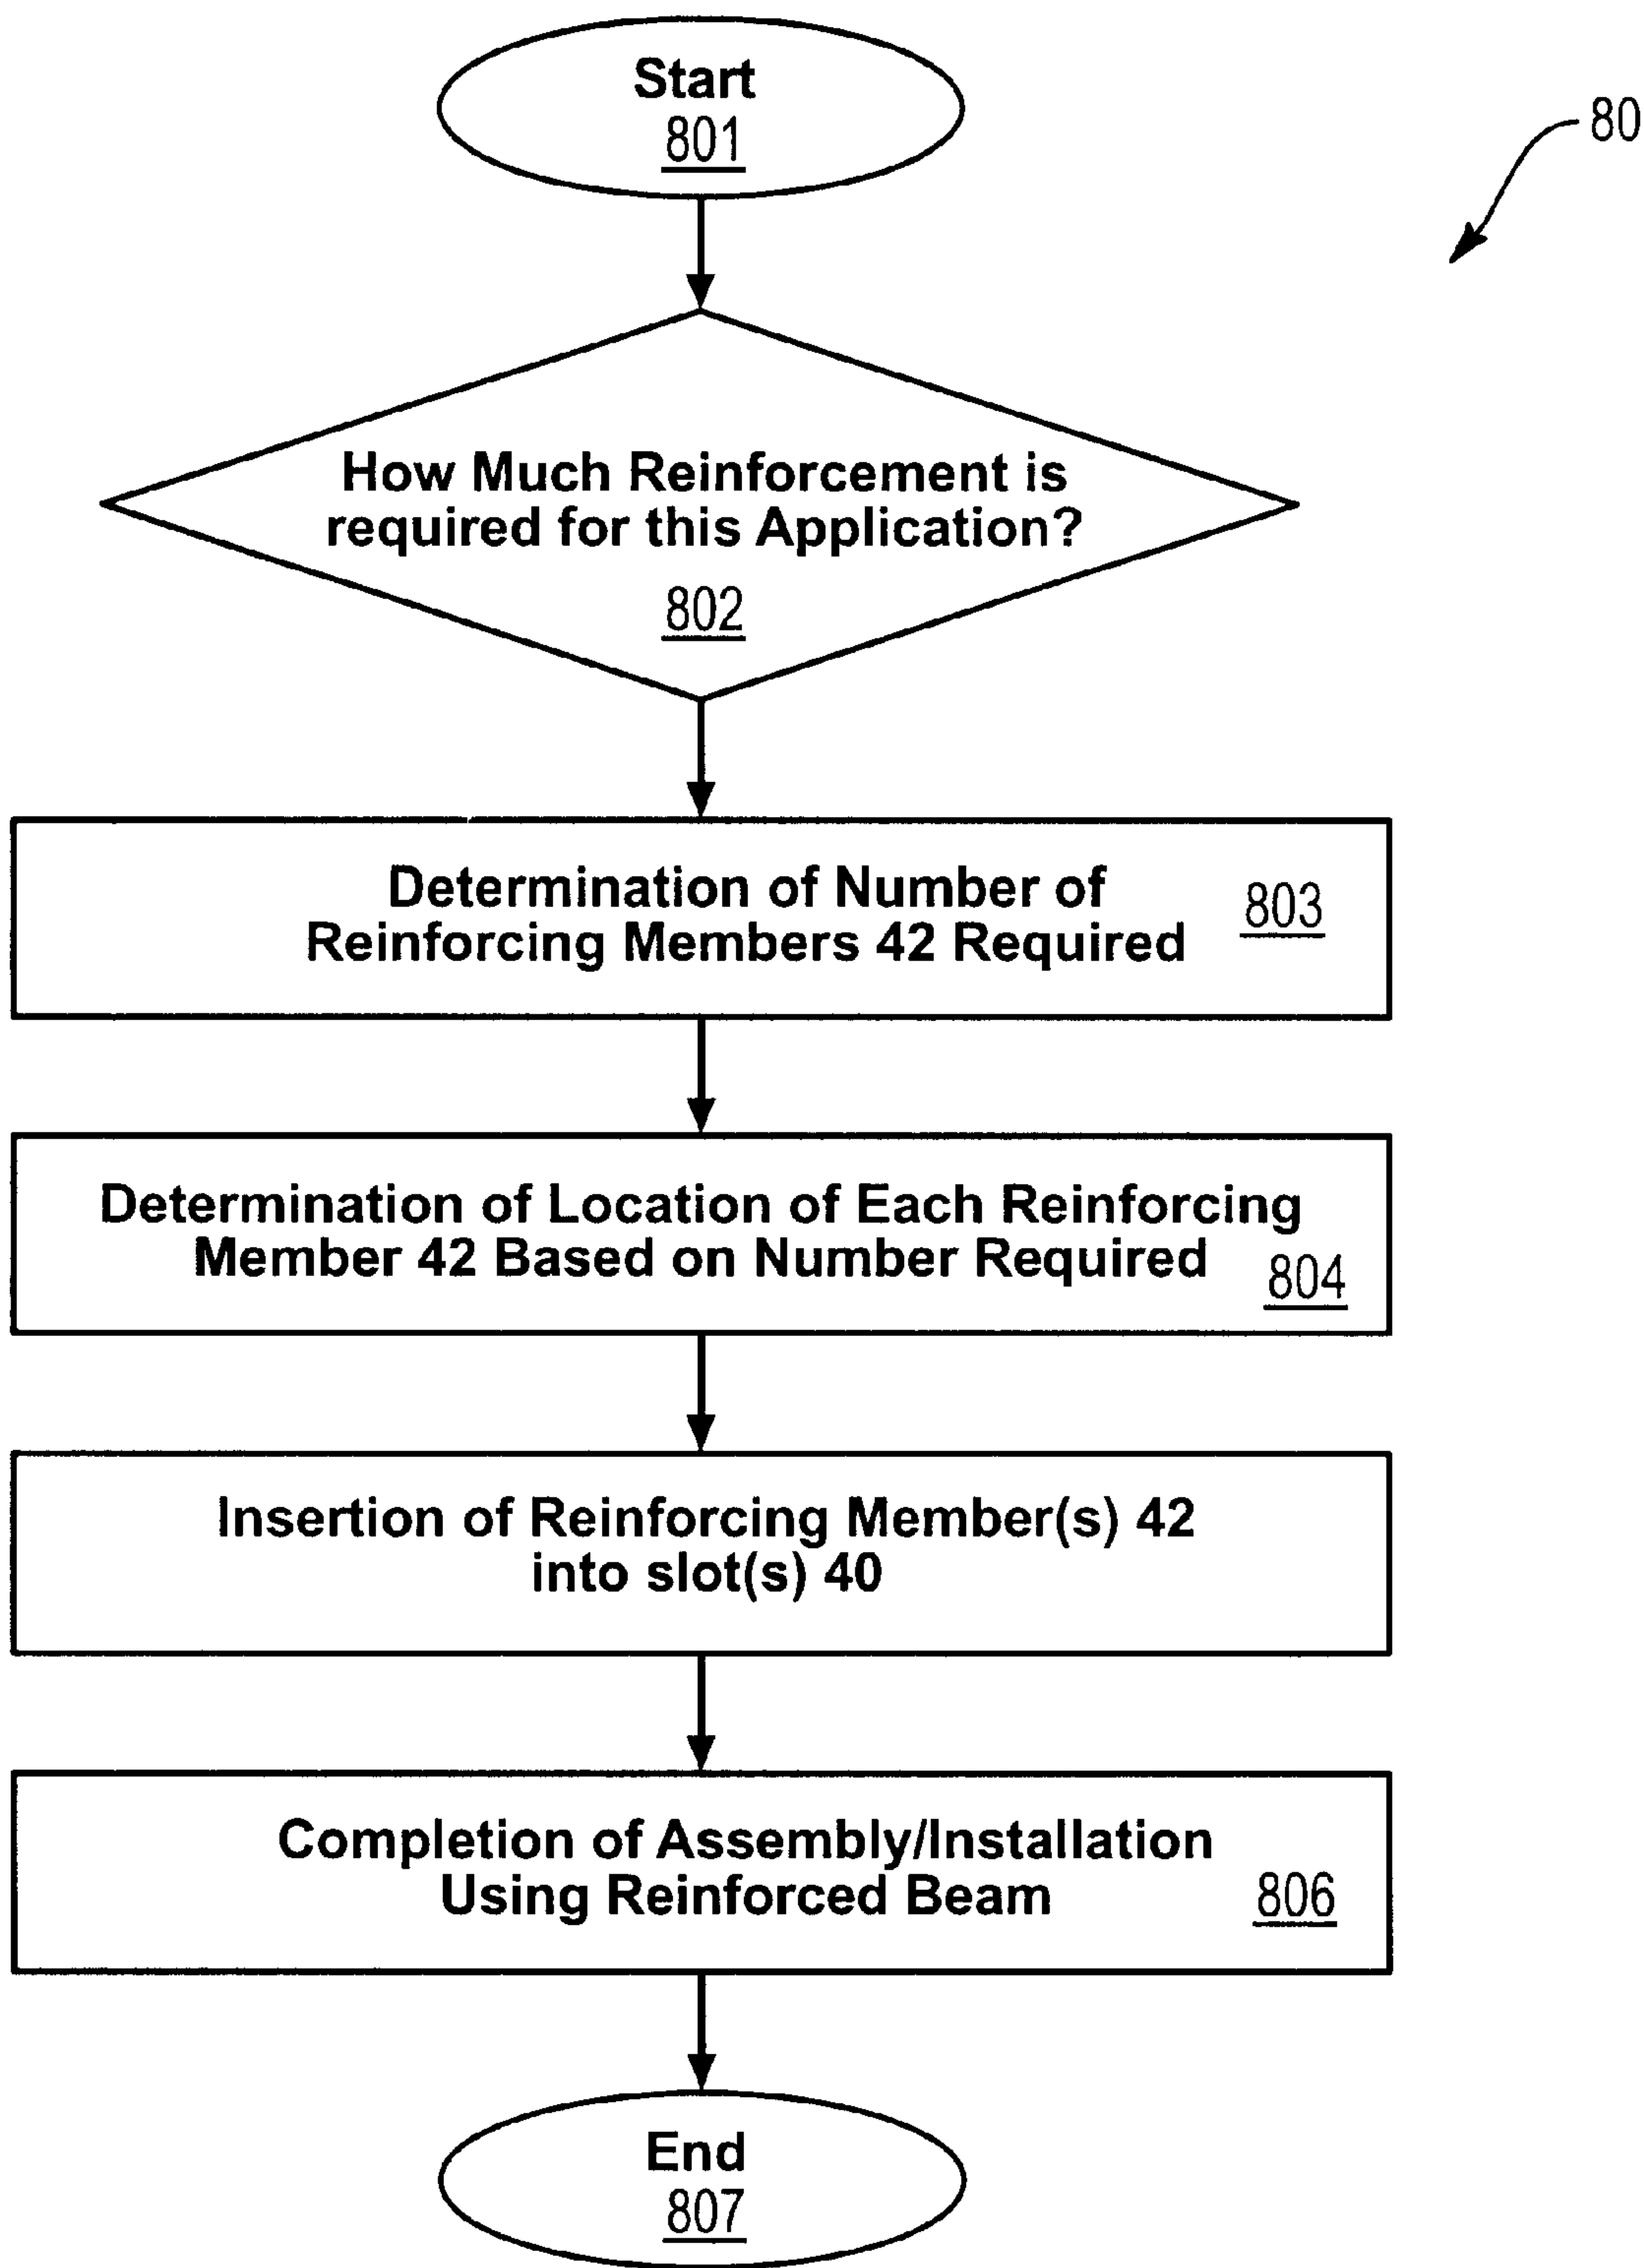 Start
801
80
How Much Reinforcement is
required for this Application?
802
Determination of Number of
Reinforcing Members 42 Required
803
Determination of Location of Each Reinforcing
Member 42 Based on Number Required
804
Insertion of Reinforcing Member(s) 42
into slot(s) 40
Completion of Assembly/Installation
Using Reinforced Beam
806
End
807